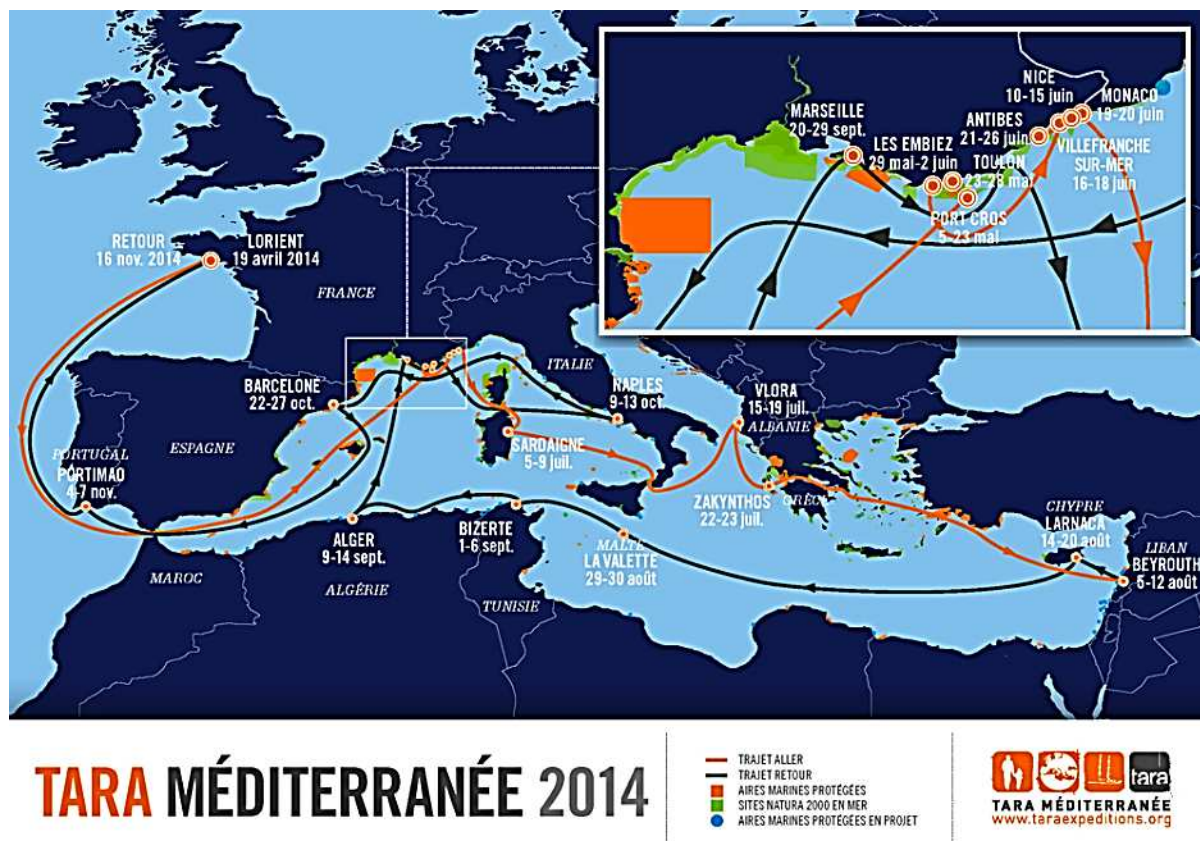 NICE
10-15 juin
MONACO
19-20 juin
MARSEILLE
20-29 sept.
ANTIBES
21-26 juin
LES EMBIEZ
29 mai-2 juin
TOULON
23-28 mai
VILLEFRANCHE
SUR-MER
16-18 juin
PORT CROS
5-23 mai
RETOUR
16 nov. 2014
LORIENT
19 avril 2014
FRANCE
ITALIE
BARCELONE
22-27 oct.
NAPLES
9-13 oct.
VLORA
15-19 juil.
ALBANIE
ESPAGNE
PORTUGAL
PORTIMAO
4-7 nov.
SARDAIGNE
5-9 juil.
ZAKYNTHOS
22-23 juil.
GRÈCE
CHYPRE
LARNACA
14-20 août
LIBAN
BEYROUTH
5-12 août
ALGER
9-14 sept.
BIZERTE
1-6 sept.
MALTE
LA VALETTE
29-30 août
MAROC
ALGÉRIE
TUNISIE
TARA MÉDITERRANÉE 2014
TRAJET ALLER
TRAJET RETOUR
AIRES MARINES PROTÉGÉES
SITES NATURA 2000 EN MER
AIRES MARINES PROTÉGÉES EN PROJET
tara
TARA MÉDITERRANÉE
www.taraexpeditions.org